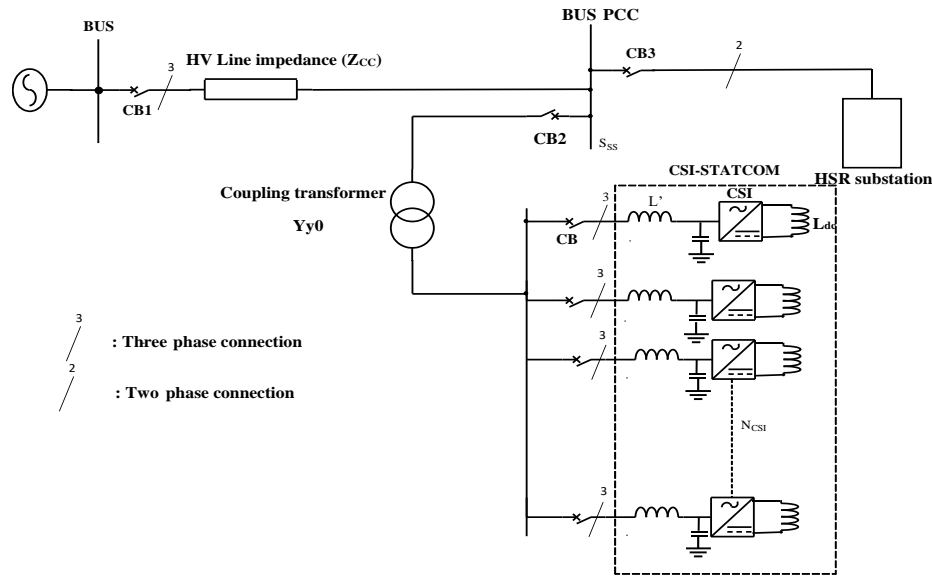 BUS PCC
BUS
3
HV Line impedance (ZCC)
CB3
2
CB1
CB2
SSS
HSR substation
CSI-STATCOM
Coupling transformer
Yy0
3
L'
CSI
CB
Ldc
3
3
3
: Three phase connection
2
: Two phase connection
NCSI
3